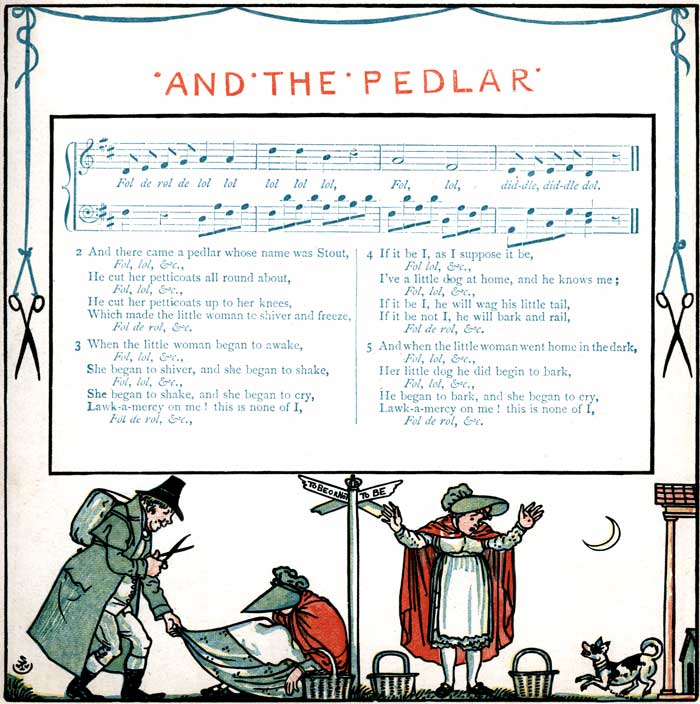 ·AND·THE·PEDLAR·
Fol de rol de lol lol lol lol lol, Fol, lol, did-dle, did-dle dol.
2 And there came a pedlar whose name was Stout,
Fol, lol, &c.,
He cut her petticoats all round about,
Fol, lol, &c.,
He cut her petticoats up to her knees,
Which made the little woman to shiver and freeze,
Fol de rol, &c.
3 When the little woman began to awake,
Fol, lol, &c.,
She began to shiver, and she began to shake,
Fol, lol, &c.,
She began to shake, and she began to cry,
Lawk-a-mercy on me ! this is none of I,
Fol de rol, &c.,
4 If it be I, as I suppose it be,
Fol lol, &c.,
I've a little dog at home, and he knows me ;
Fol, lol, &c.,
If it be I, he will wag his little tail,
If it be not I, he will bark and rail,
Fol de rol, &c.
5 And when the little woman went home in the dark,
Fol, lol, &c.,
Her little dog he did begin to bark,
Fol, lol, &c.,
He began to bark, and she began to cry,
Lawk-a-mercy on me ! this is none of I,
Fol de rol, &c.
TO BE OR NOT TO BE